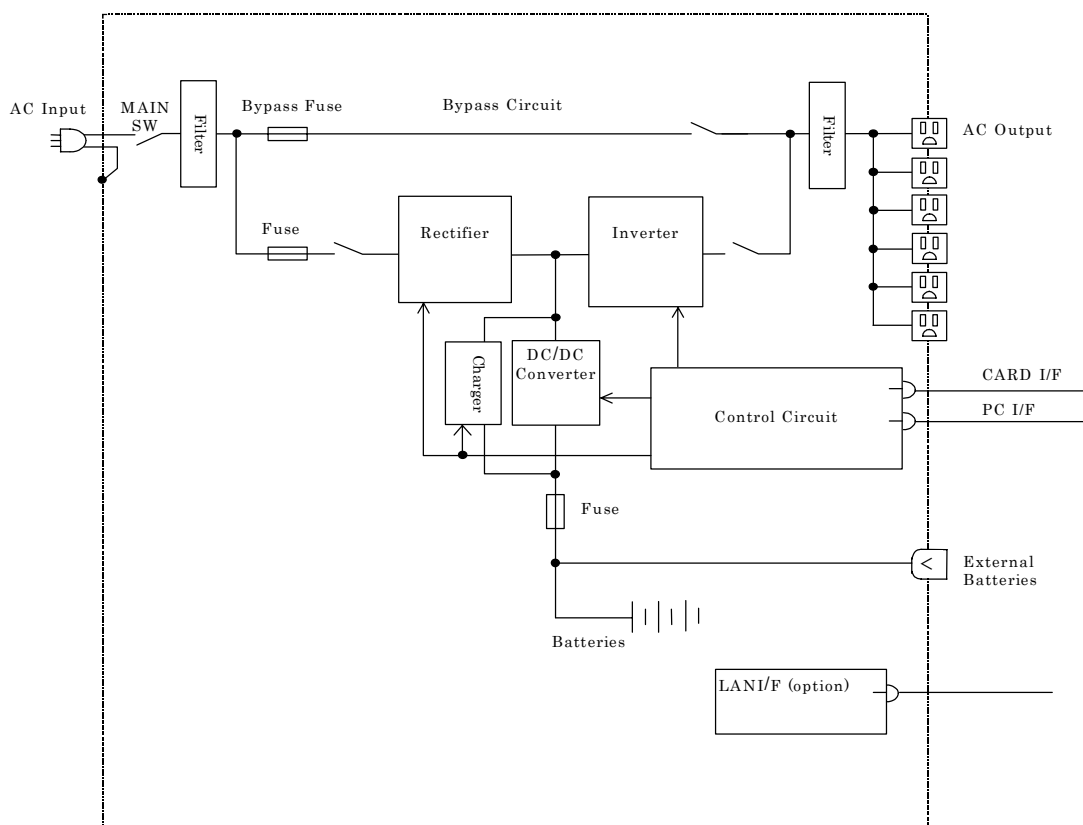 AC Input
MAIN
SW
Filter
Bypass Fuse
Bypass Circuit
Filter
AC Output
Fuse
Rectifier
Inverter
Charger
DC/DC
Converter
Control Circuit
CARD I/F
PC I/F
Fuse
External
Batteries
Batteries
LANI/F (option)